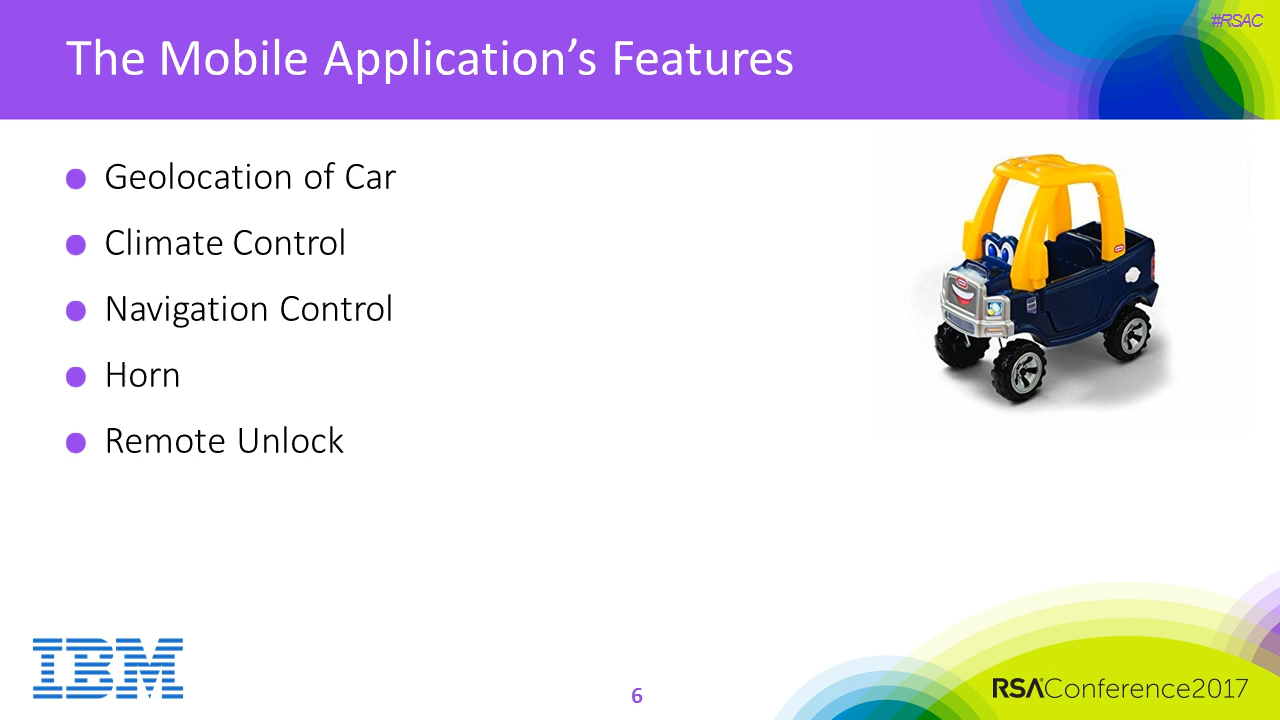 #RSAC
The Mobile Application’s Features
Geolocation of Car
Climate Control
Navigation Control
Horn
Remote Unlock
IBM
6
RSAConference2017